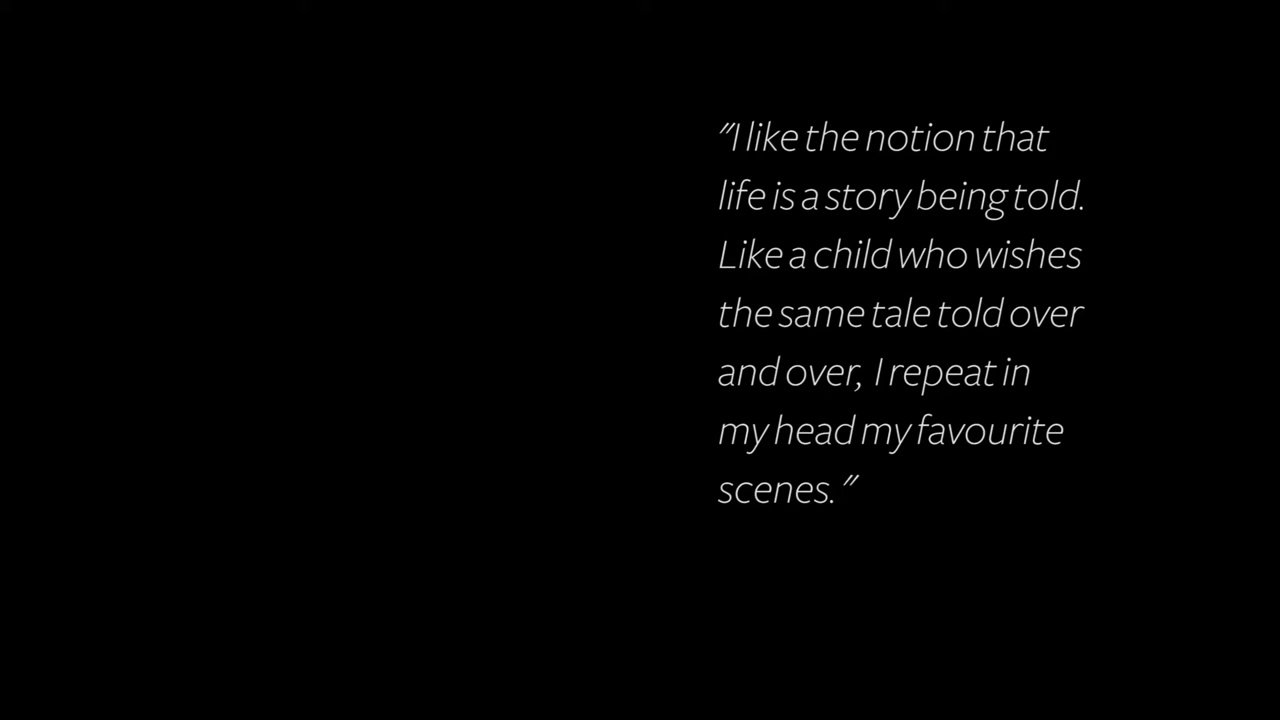 "I like the notion that
life is a story being told.
Like a child who wishes
the same tale told over
and over, I repeat in
my head my favourite
scenes."